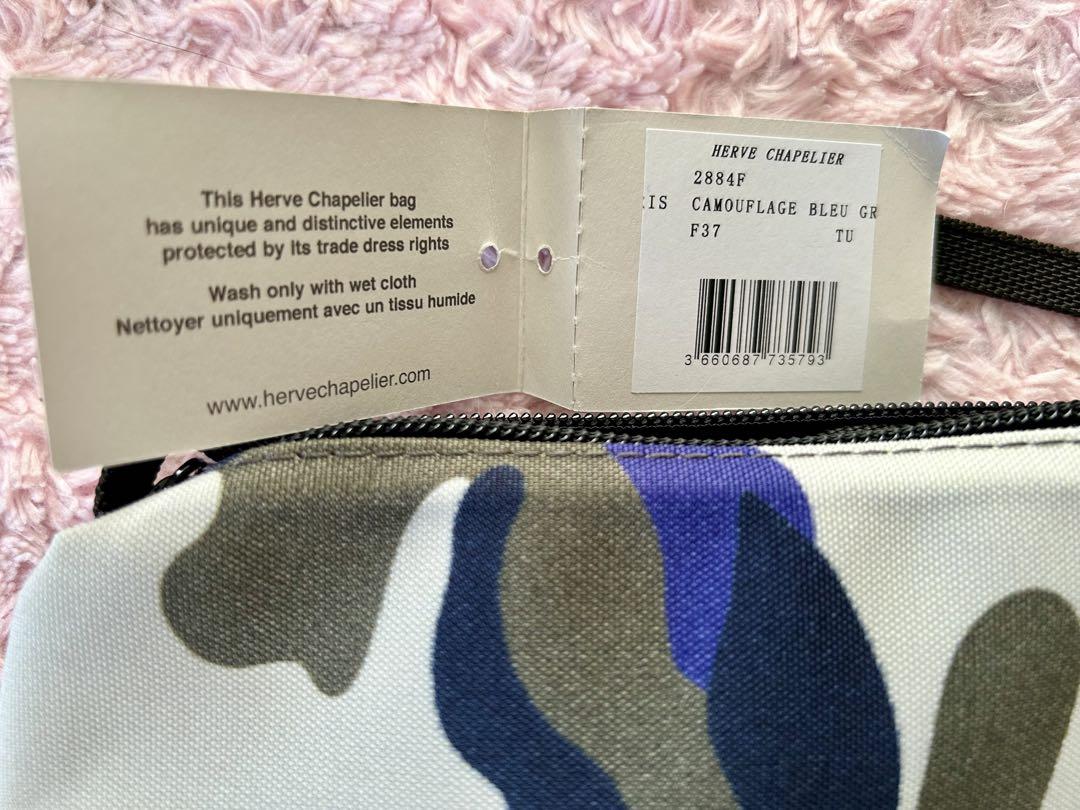 This Herve Chapelier bag
has unique and distinctive elements
protected by its trade dress rights
Wash only with wet cloth
Nettoyer uniquement avec un tissu humide
www.hervechapelier.com
HERVE CHAPELIER
2884F
IS CAMOUFLAGE BLEU GR
F37 TU
3 660687 735793